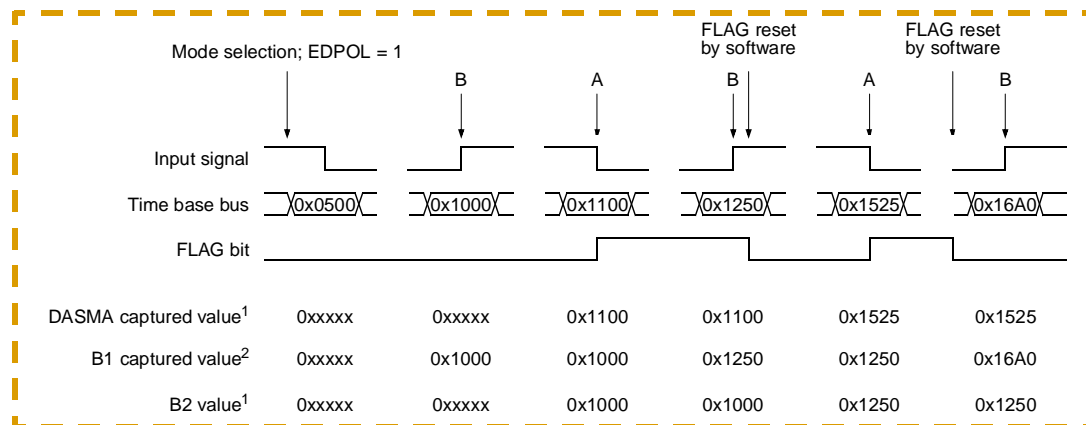 FLAG reset
by software
FLAG reset
by software
Mode selection; EDPOL = 1
B A B A B
Input signal
Time base bus 0x0500 0x1000 0x1100 0x1250 0x1525 0x16A0
FLAG bit
DASMA captured value1 0xxxxx 0xxxxx 0x1100 0x1100 0x1525 0x1525
B1 captured value2 0xxxxx 0x1000 0x1000 0x1250 0x1250 0x16A0
B2 value1 0xxxxx 0xxxxx 0x1000 0x1000 0x1250 0x1250